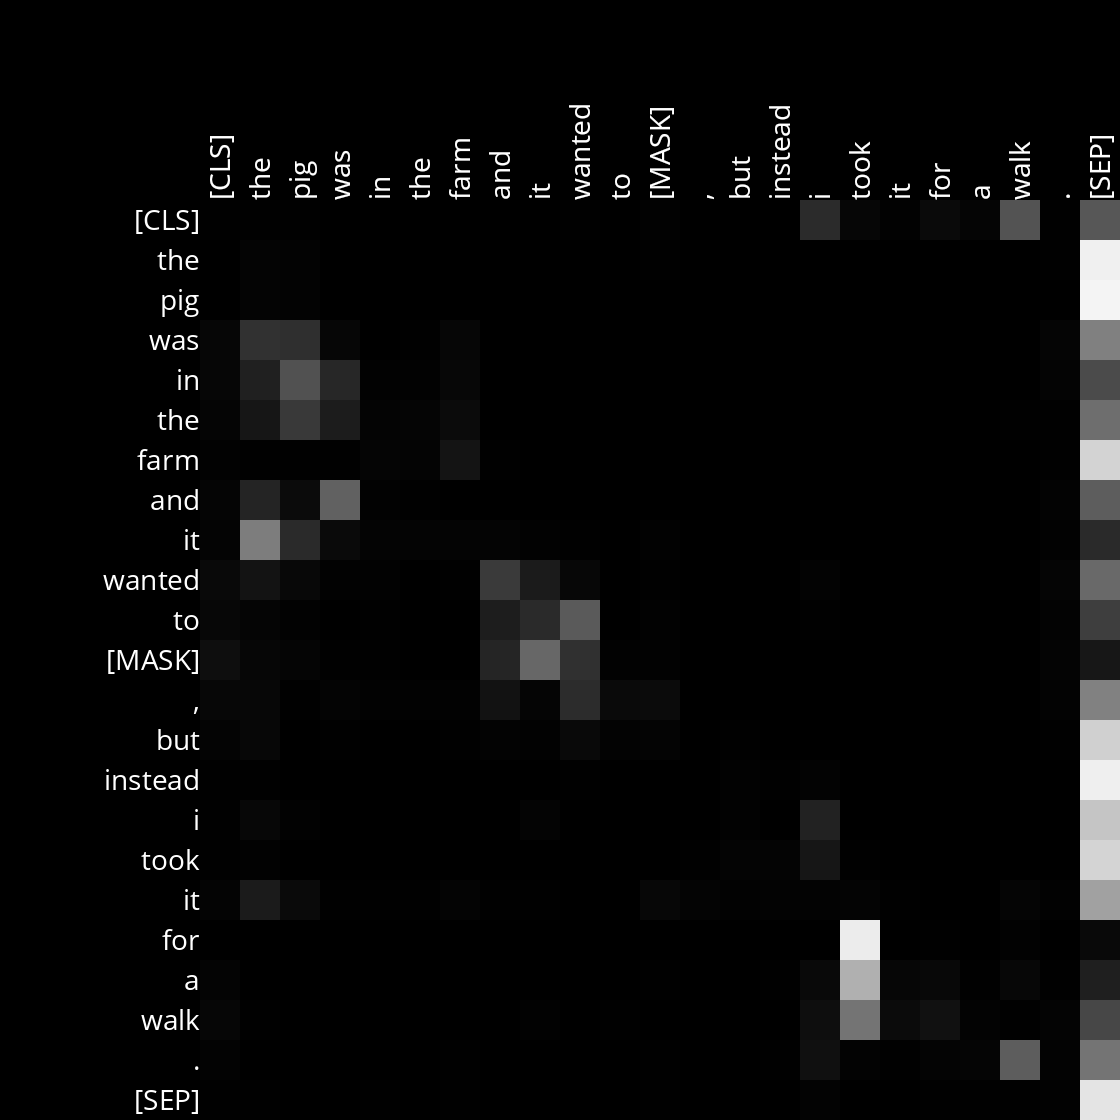 [CLS] the pig was in the farm and it wanted to [MASK] , but instead i took it for a walk . [SEP]
[CLS]
the
pig
was
in
the
farm
and
it
wanted
to
[MASK]
,
but
instead
i
took
it
for
a
walk
.
[SEP]